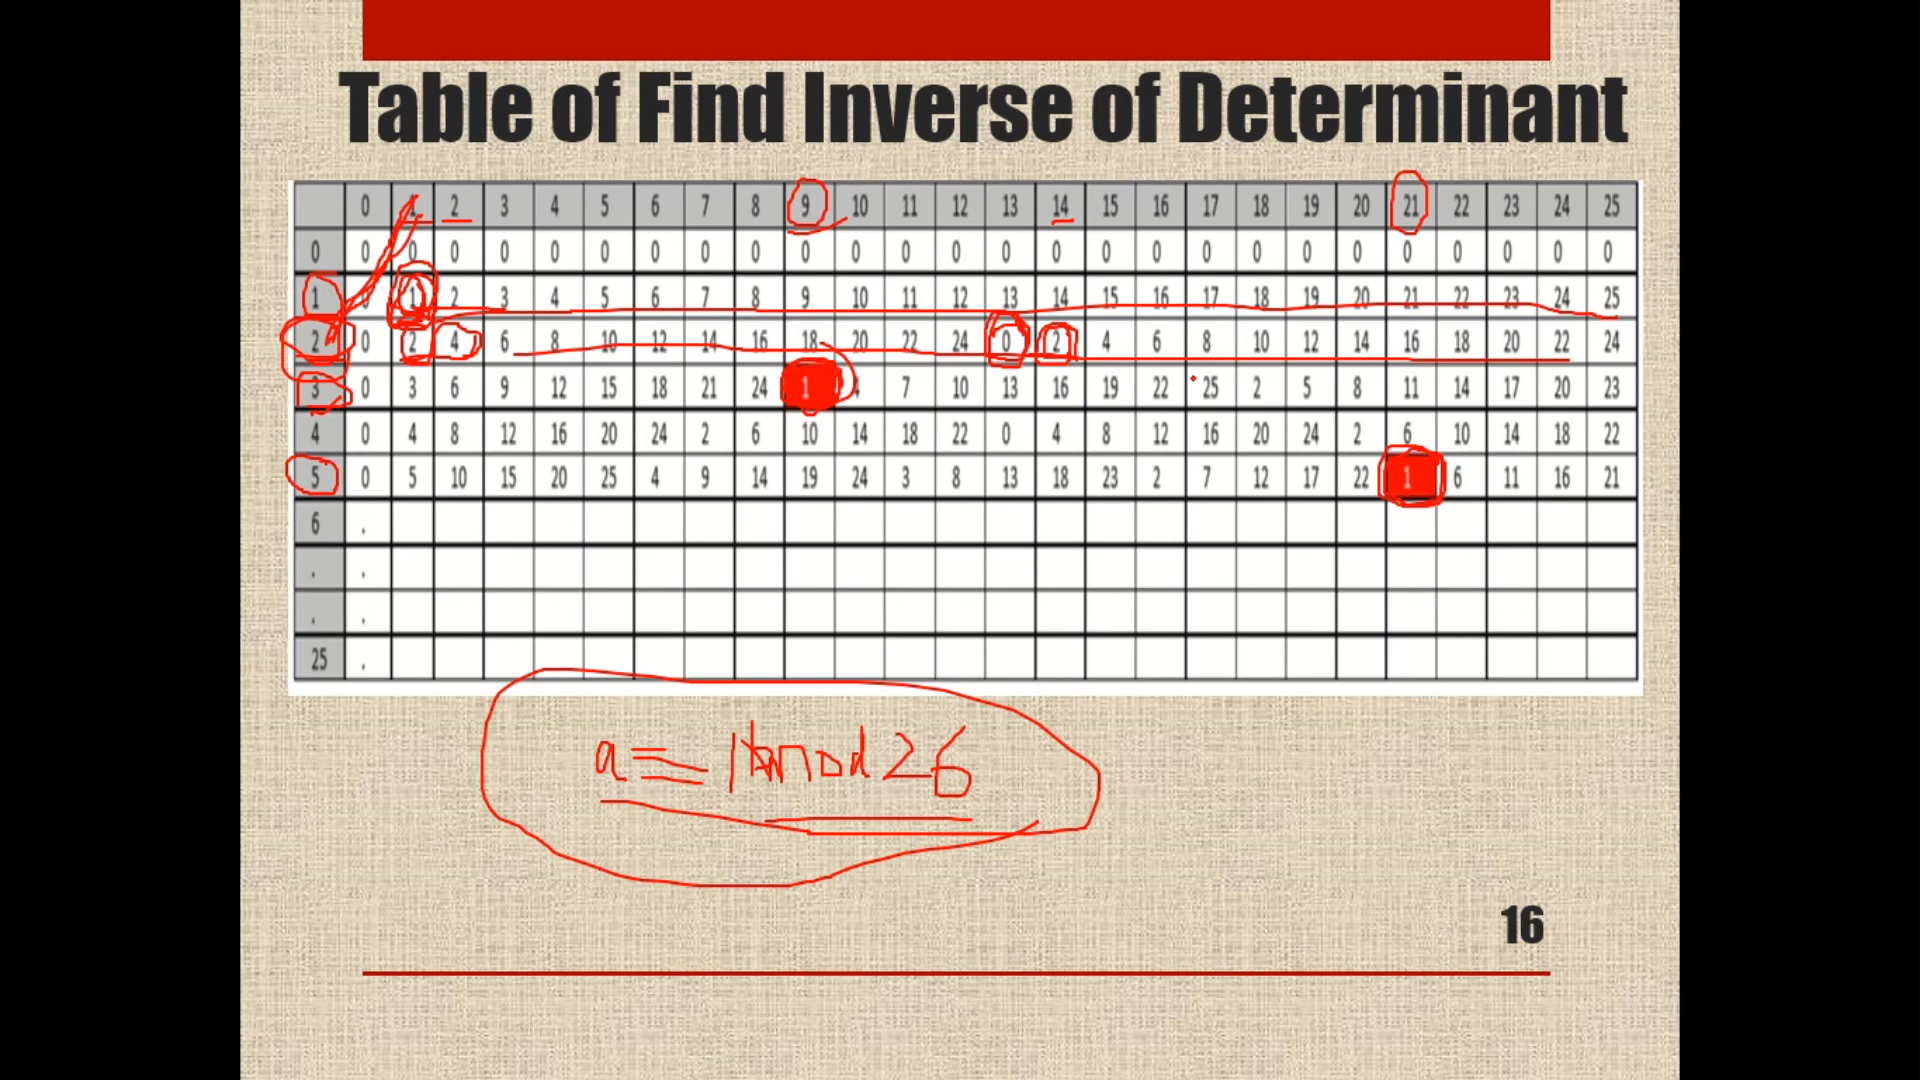 Table of Find Inverse of Determinant
0 1 2 3 4 5 6 7 8 9 10 11 12 13 14 15 16 17 18 19 20 21 22 23 24 25
0 0 0 0 0 0 0 0 0 0 0 0 0 0 0 0 0 0 0 0 0 0 0 0 0 0 0
1 0 1 2 3 4 5 6 7 8 9 10 11 12 13 14 15 16 17 18 19 20 21 22 23 24 25
2 0 2 4 6 8 10 12 14 16 18 20 22 24 0 2 4 6 8 10 12 14 16 18 20 22 24
3 0 3 6 9 12 15 18 21 24 1 4 7 10 13 16 19 22 25 2 5 8 11 14 17 20 23
4 0 4 8 12 16 20 24 2 6 10 14 18 22 0 4 8 12 16 20 24 2 6 10 14 18 22
5 0 5 10 15 20 25 4 9 14 19 24 3 8 13 18 23 2 7 12 17 22 1 6 11 16 21
6 .
. .
. .
25 .
a mod 26
16